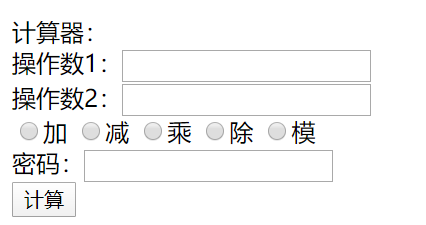 计算器：
操作数1：
操作数2：
加 减 乘 除 模
密码：
计算